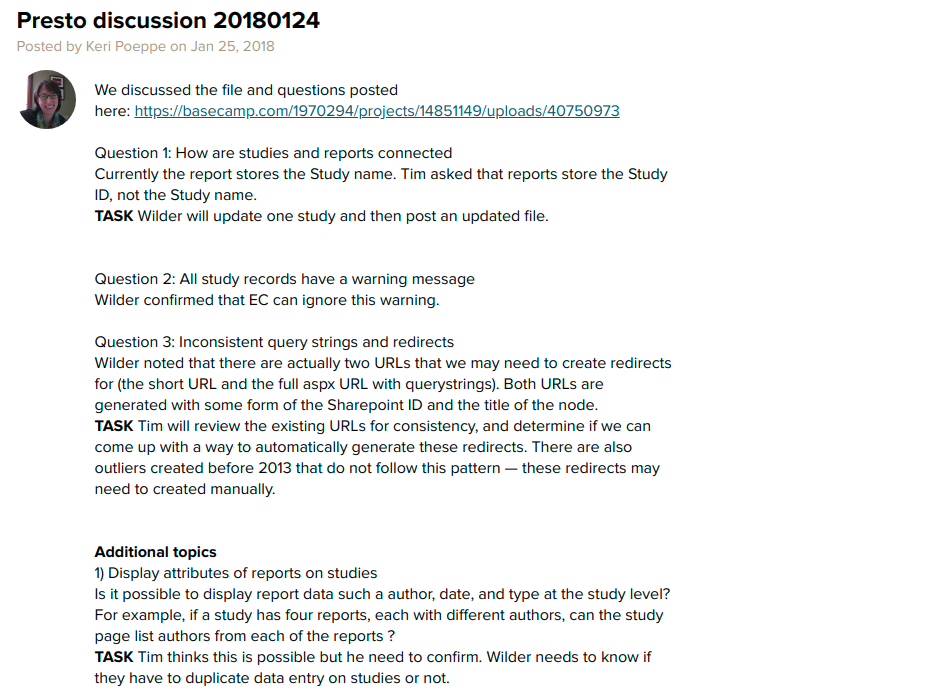 Presto discussion 20180124
Posted by Keri Poeppe on Jan 25, 2018
We discussed the file and questions posted
here: https://basecamp.com/1970294/projects/14851149/uploads/40750973
Question 1: How are studies and reports connected
Currently the report stores the Study name. Tim asked that reports store the Study
ID, not the Study name.
TASK Wilder will update one study and then post an updated file.
Question 2: All study records have a warning message
Wilder confirmed that EC can ignore this warning.
Question 3: Inconsistent query strings and redirects
Wilder noted that there are actually two URLs that we may need to create redirects
for (the short URL and the full aspx URL with querystrings). Both URLs are
generated with some form of the Sharepoint ID and the title of the node.
TASK Tim will review the existing URLs for consistency, and determine if we can
come up with a way to automatically generate these redirects. There are also
outliers created before 2013 that do not follow this pattern — these redirects may
need to created manually.
Additional topics
1) Display attributes of reports on studies
Is it possible to display report data such a author, date, and type at the study level?
For example, if a study has four reports, each with different authors, can the study
page list authors from each of the reports ?
TASK Tim thinks this is possible but he need to confirm. Wilder needs to know if
they have to duplicate data entry on studies or not.